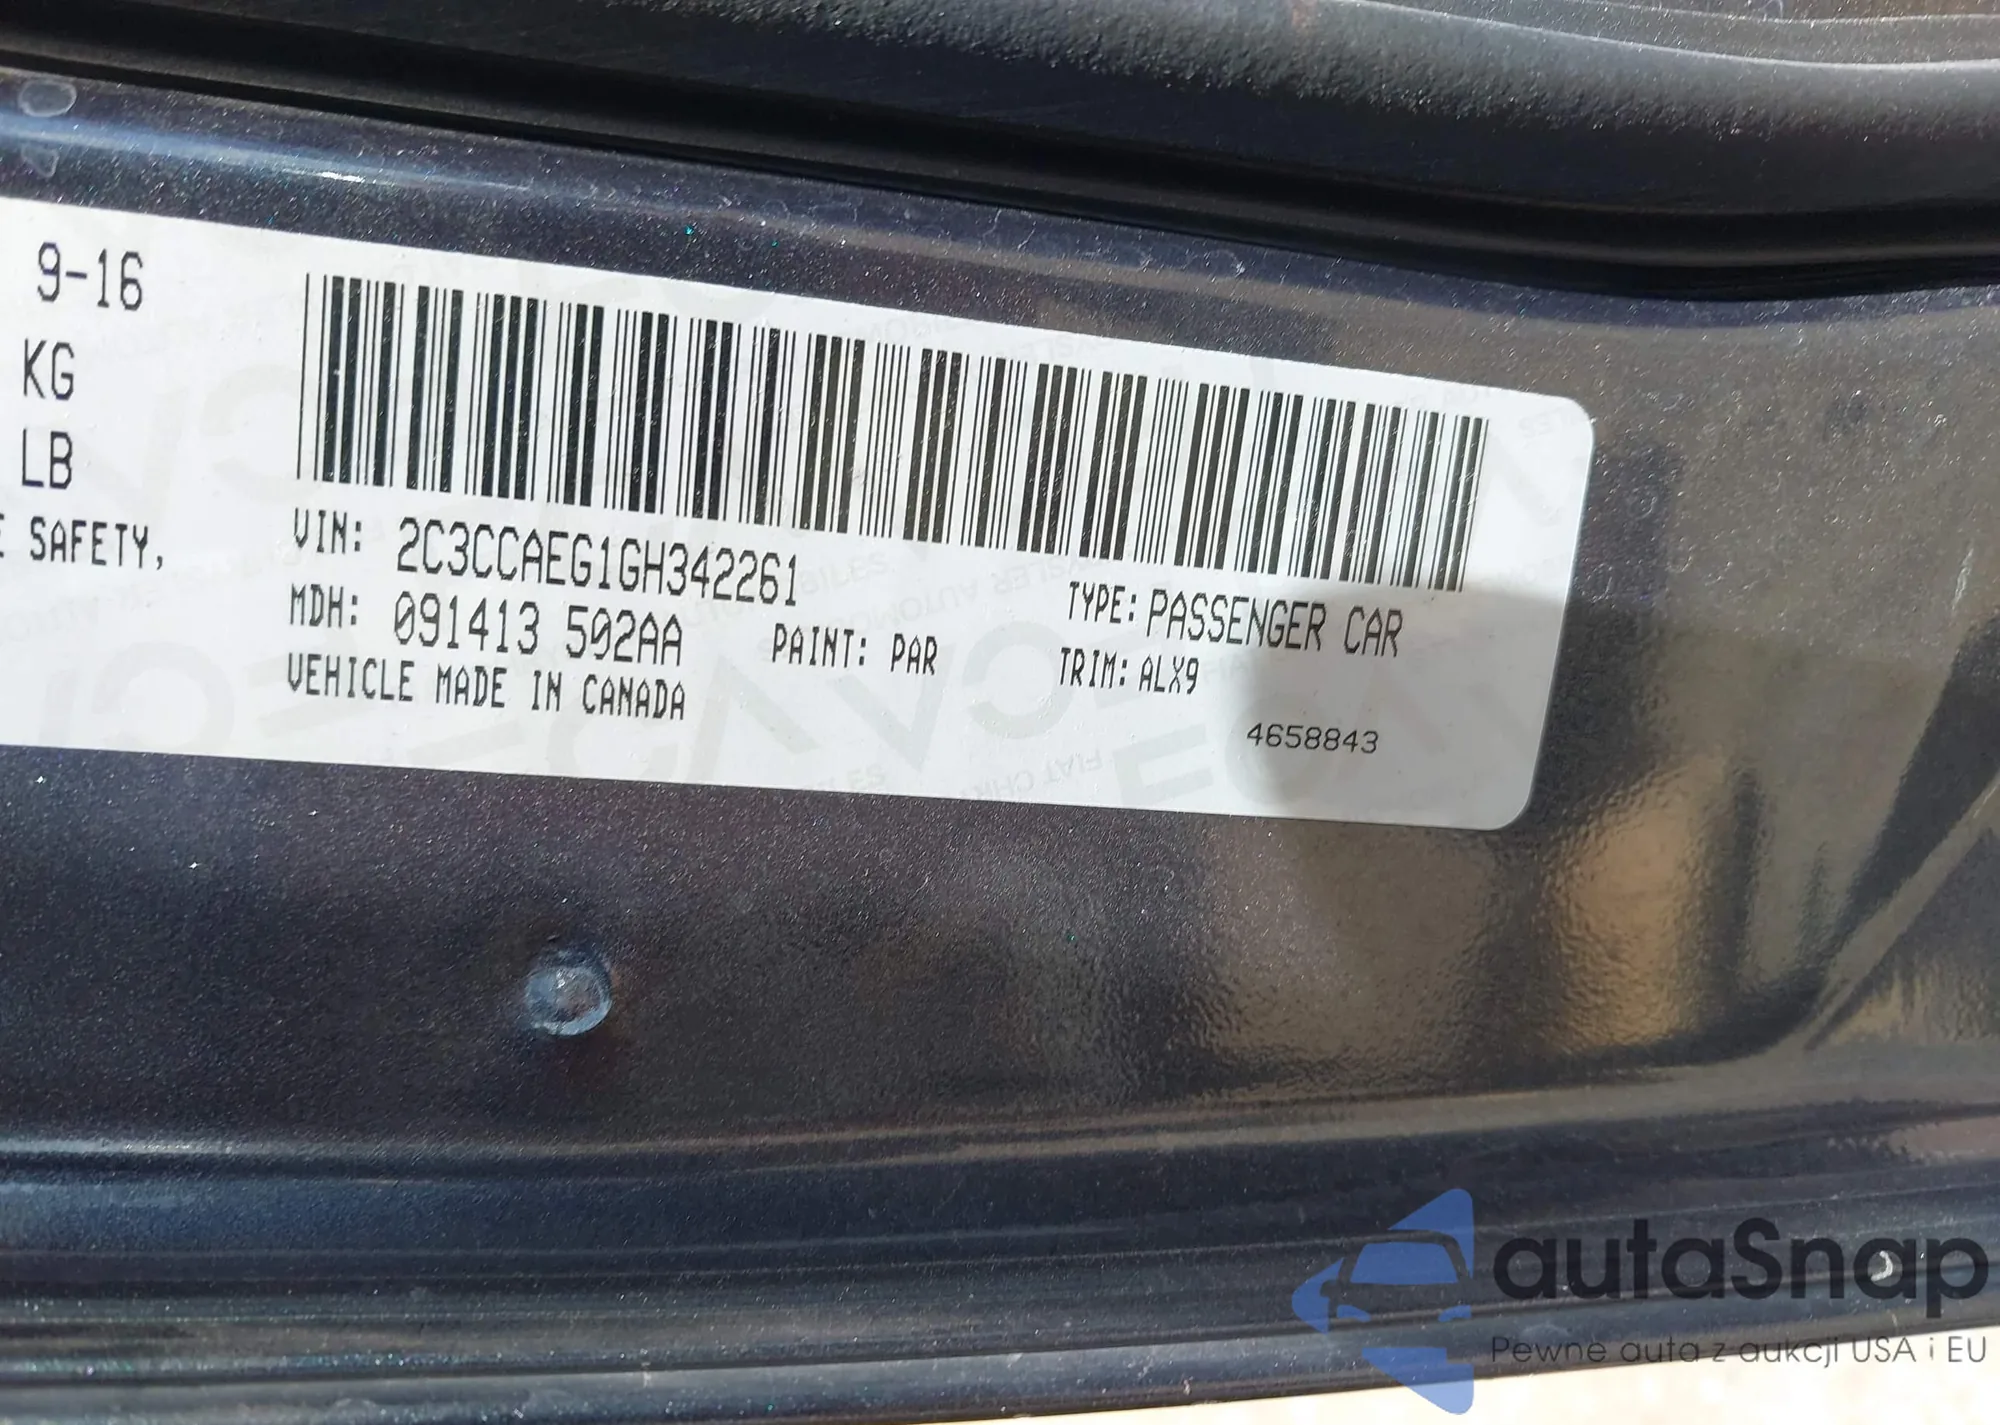 9-16
KG
LB
E SAFETY,
VIN: 2C3CCAEG1GH342261
TYPE: PASSENGER CAR
MDH: 091413 502AA
PAINT: PAR
TRIM: ALX9
VEHICLE MADE IN CANADA
4658843
autaSnap
Pewne auta z aukcji USA i EU